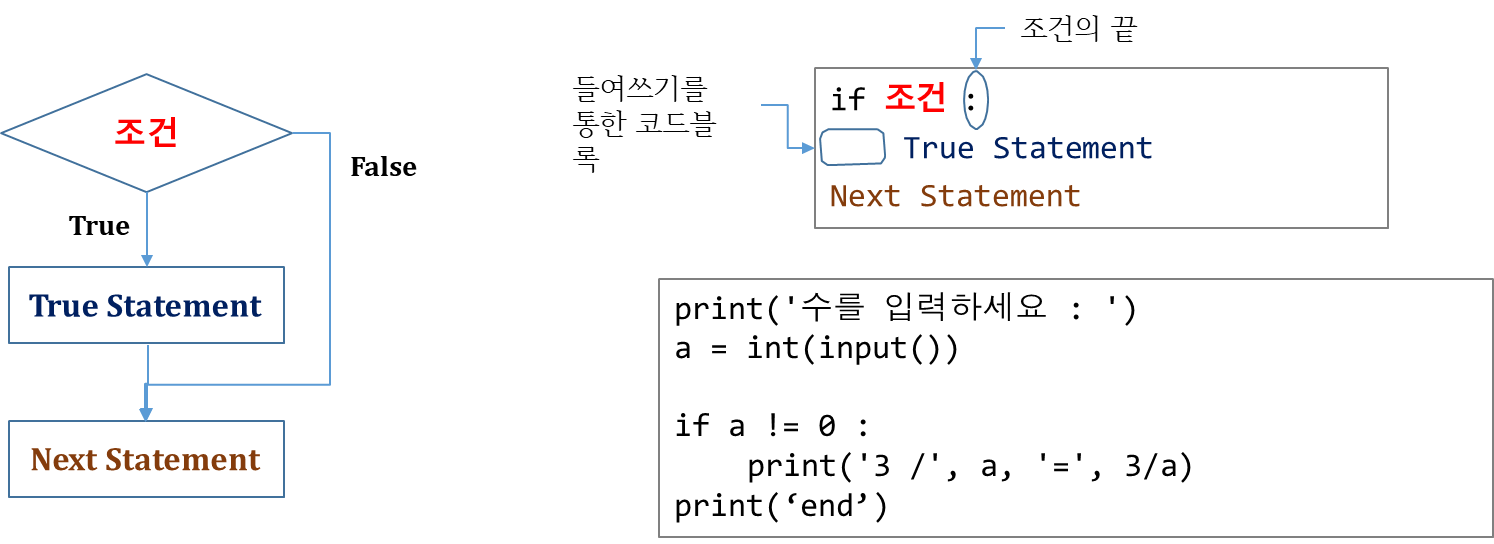 조건
False
True
True Statement
Next Statement
조건의 끝
들여쓰기를
통한 코드블
록
if 조건 :
True Statement
Next Statement
print('수를 입력하세요 : ')
a = int(input())
if a != 0 :
    print('3 /', a, '=', 3/a)
print(‘end’)